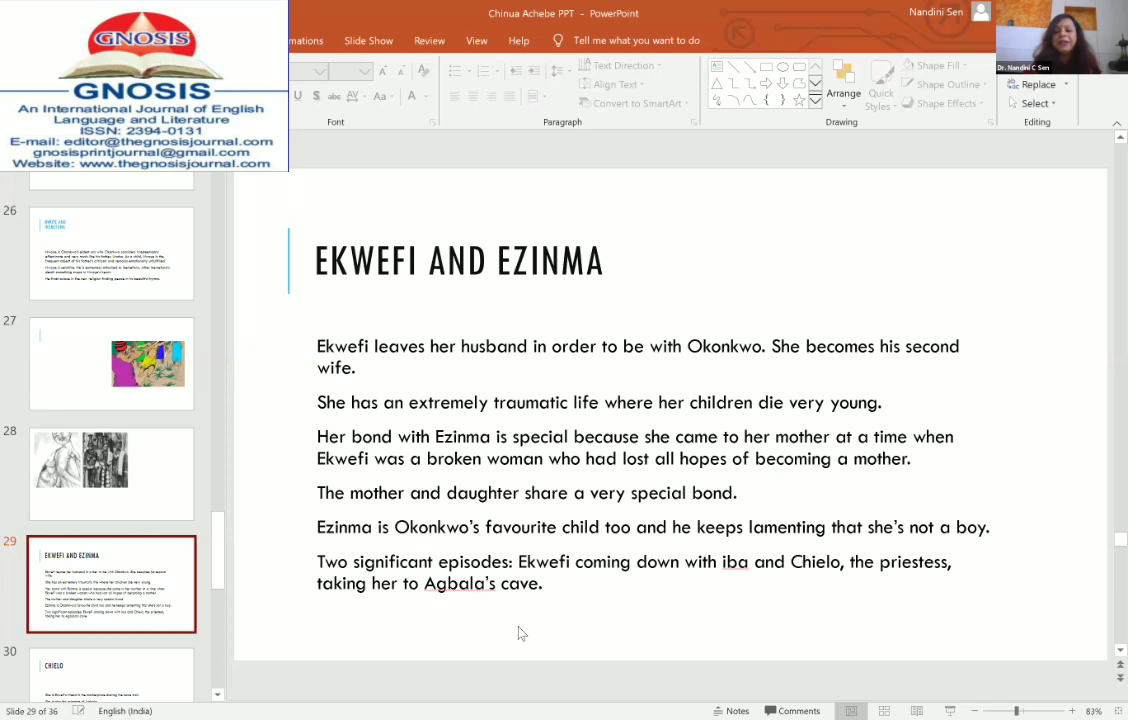 GNOSIS
GNOSIS
An International Journal of English
Language and Literature
ISSN: 2394-0131
E-mail: editor@thegnosisjournal.com
gnosisprintjournal@gmail.com
Website: www.thegnosisjournal.com
Chinua Achebe PPT - PowerPoint
Nandini Sen
Dr. Nandini C Sen
mations Slide Show Review View Help Tell me what you want to do
Text Direction
Align Text
Convert to SmartArt
Arrange
Quick
Styles
Shape Fill
Shape Outline
Shape Effects
Replace
Select
Font
Paragraph
Drawing
Editing
26
27
28
29
EKWEFI AND EZINMA
30
CHIELO
EKWEFI AND EZINMA
Ekwefi leaves her husband in order to be with Okonkwo. She becomes his second
wife.
She has an extremely traumatic life where her children die very young.
Her bond with Ezinma is special because she came to her mother at a time when
Ekwefi was a broken woman who had lost all hopes of becoming a mother.
The mother and daughter share a very special bond.
Ezinma is Okonkwo's favourite child too and he keeps lamenting that she's not a boy.
Two significant episodes: Ekwefi coming down with iba and Chielo, the priestess,
taking her to Agbala's cave.
Slide 29 of 36 English (India)
Notes Comments 83%